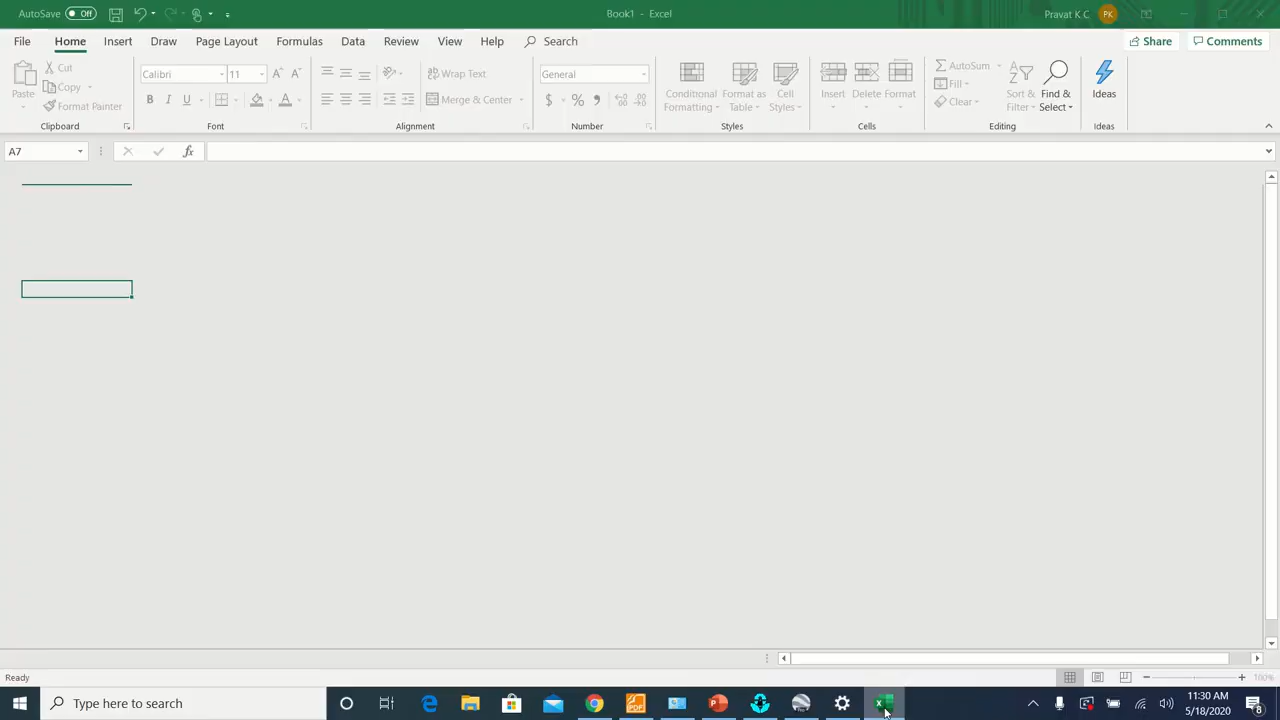 AutoSave Off Book1 - Excel Pravat K C PK
File Home Insert Draw Page Layout Formulas Data Review View Help Search Share Comments
Paste Cut Copy Format Painter
Calibri 11
B I U A
Wrap Text
Merge & Center
General
$ % ,
Conditional Formatting
Format as Table
Cell Styles
Insert Delete Format
AutoSum
Fill
Clear
Sort & Filter
Find & Select
Ideas
Clipboard Font Alignment Number Styles Cells Editing Ideas
A7 fx
Ready 100%
Type here to search
11:30 AM
5/18/2020
8